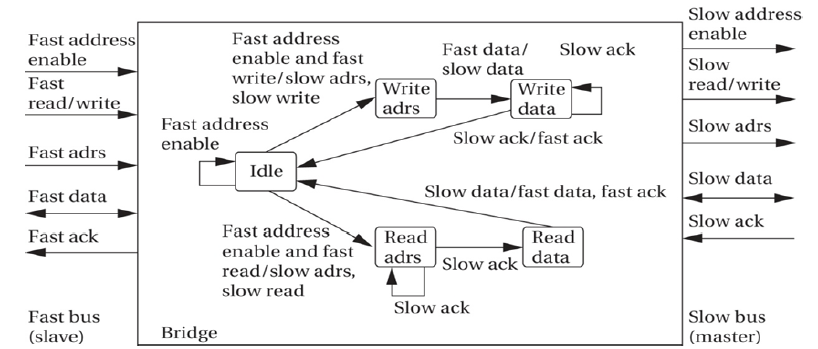 Fast address
enable
Fast
read/write
Fast adrs
Fast data
Fast ack
Fast bus
(slave)
Fast address
enable and fast
write/slow adrs,
slow write
Fast data/
slow data
Slow ack
Write
adrs
Write
data
Fast address
enable
Slow ack/fast ack
Idle
Slow data/fast data, fast ack
Fast address
enable and fast
read/slow adrs,
slow read
Read
adrs
Slow ack
Read
data
Slow ack
Bridge
Slow address
enable
Slow
read/write
Slow adrs
Slow data
Slow ack
Slow bus
(master)